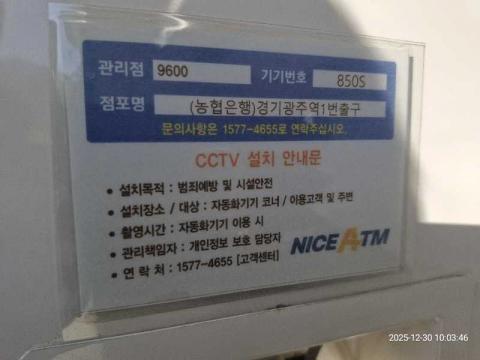 관리점 9600 기기번호 850S
점포명 (농협은행)경기광주역1번출구
문의사항은 1577-4655로 연락주십시오.
CCTV 설치 안내문
• 설치목적 : 범죄예방 및 시설안전
• 설치장소 / 대상 : 자동화기기 코너 / 이용고객 및 주변
• 촬영시간 : 자동화기기 이용 시
• 관리책임자 : 개인정보 보호 담당자
• 연 락 처 : 1577-4655 [고객센터]
NICE ATM
2025-12-30 10:03:46